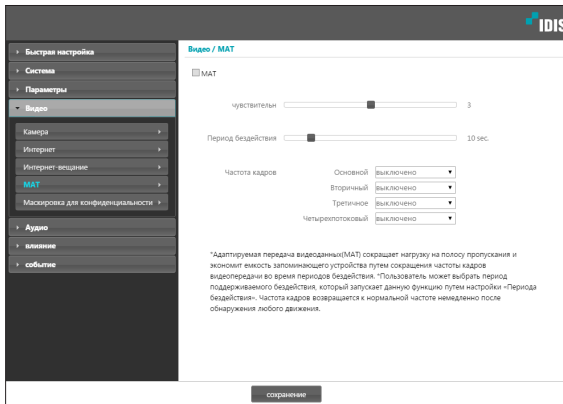 IDIS
Быстрая настройка
Система
Параметры
Видео
Камера
Интернет
Интернет-вещание
MAT
Маскировка для конфиденциальности
Аудио
влияние
событие
Видео / MAT
MAT
чувствительн 3
Период бездействия 10 sec.
Частота кадров Основной выключено
Вторичный выключено
Третичное выключено
Четырехпотоковый выключено
*Адаптируемая передача видеоданных(МАТ) сокращает нагрузку на полосу пропускания и
экономит емкость запоминающего устройства путем сокращения частоты кадров
видеопередачи во время периодов бездействия. *Пользователь может выбрать период
поддерживаемого бездействия, который запускает данную функцию путем настройки «Периода
бездействия». Частота кадров возвращается к нормальной частоте немедленно после
обнаружения любого движения.
сохранение